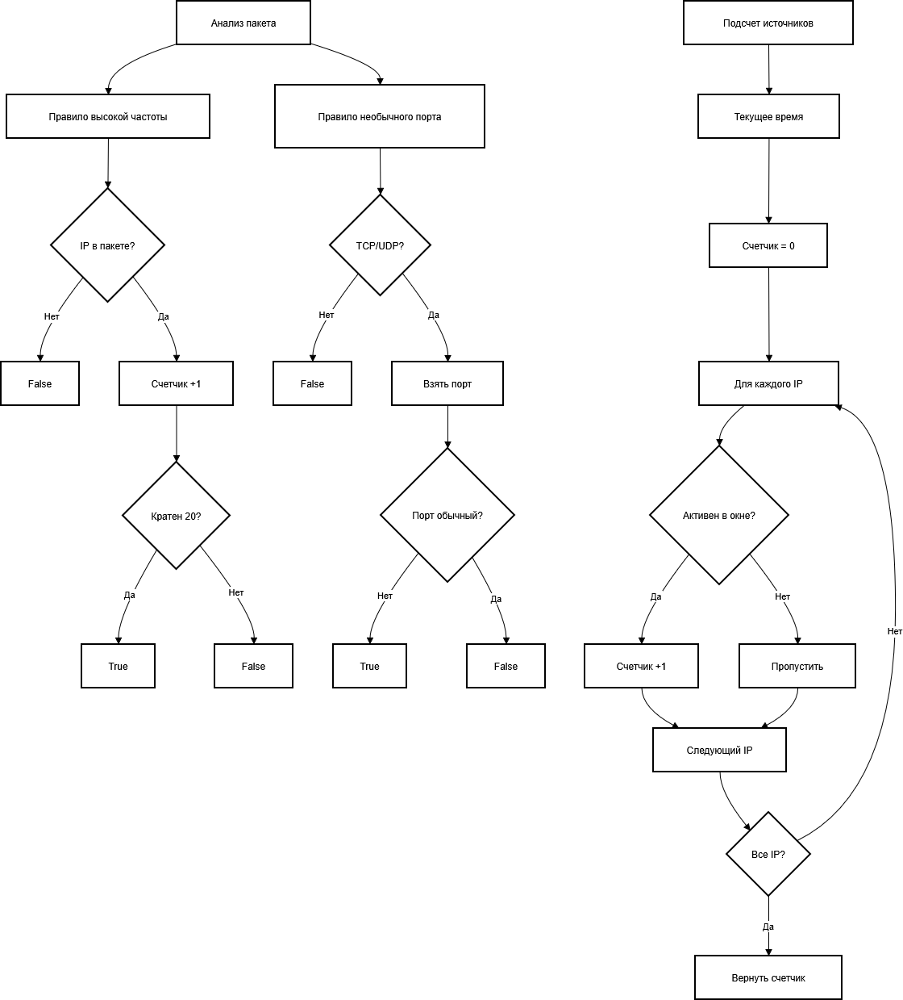 Анализ пакета
Подсчет источников
Правило высокой частоты
Правило необычного порта
Текущее время
IP в пакете?
TCP/UDP?
Счетчик = 0
Нет
Да
Нет
Да
False
Счетчик +1
False
Взять порт
Для каждого IP
Кратен 20?
Порт обычный?
Активен в окне?
Да
Нет
Нет
Да
Да
Нет
Нет
True
False
True
False
Счетчик +1
Пропустить
Следующий IP
Все IP?
Да
Вернуть счетчик